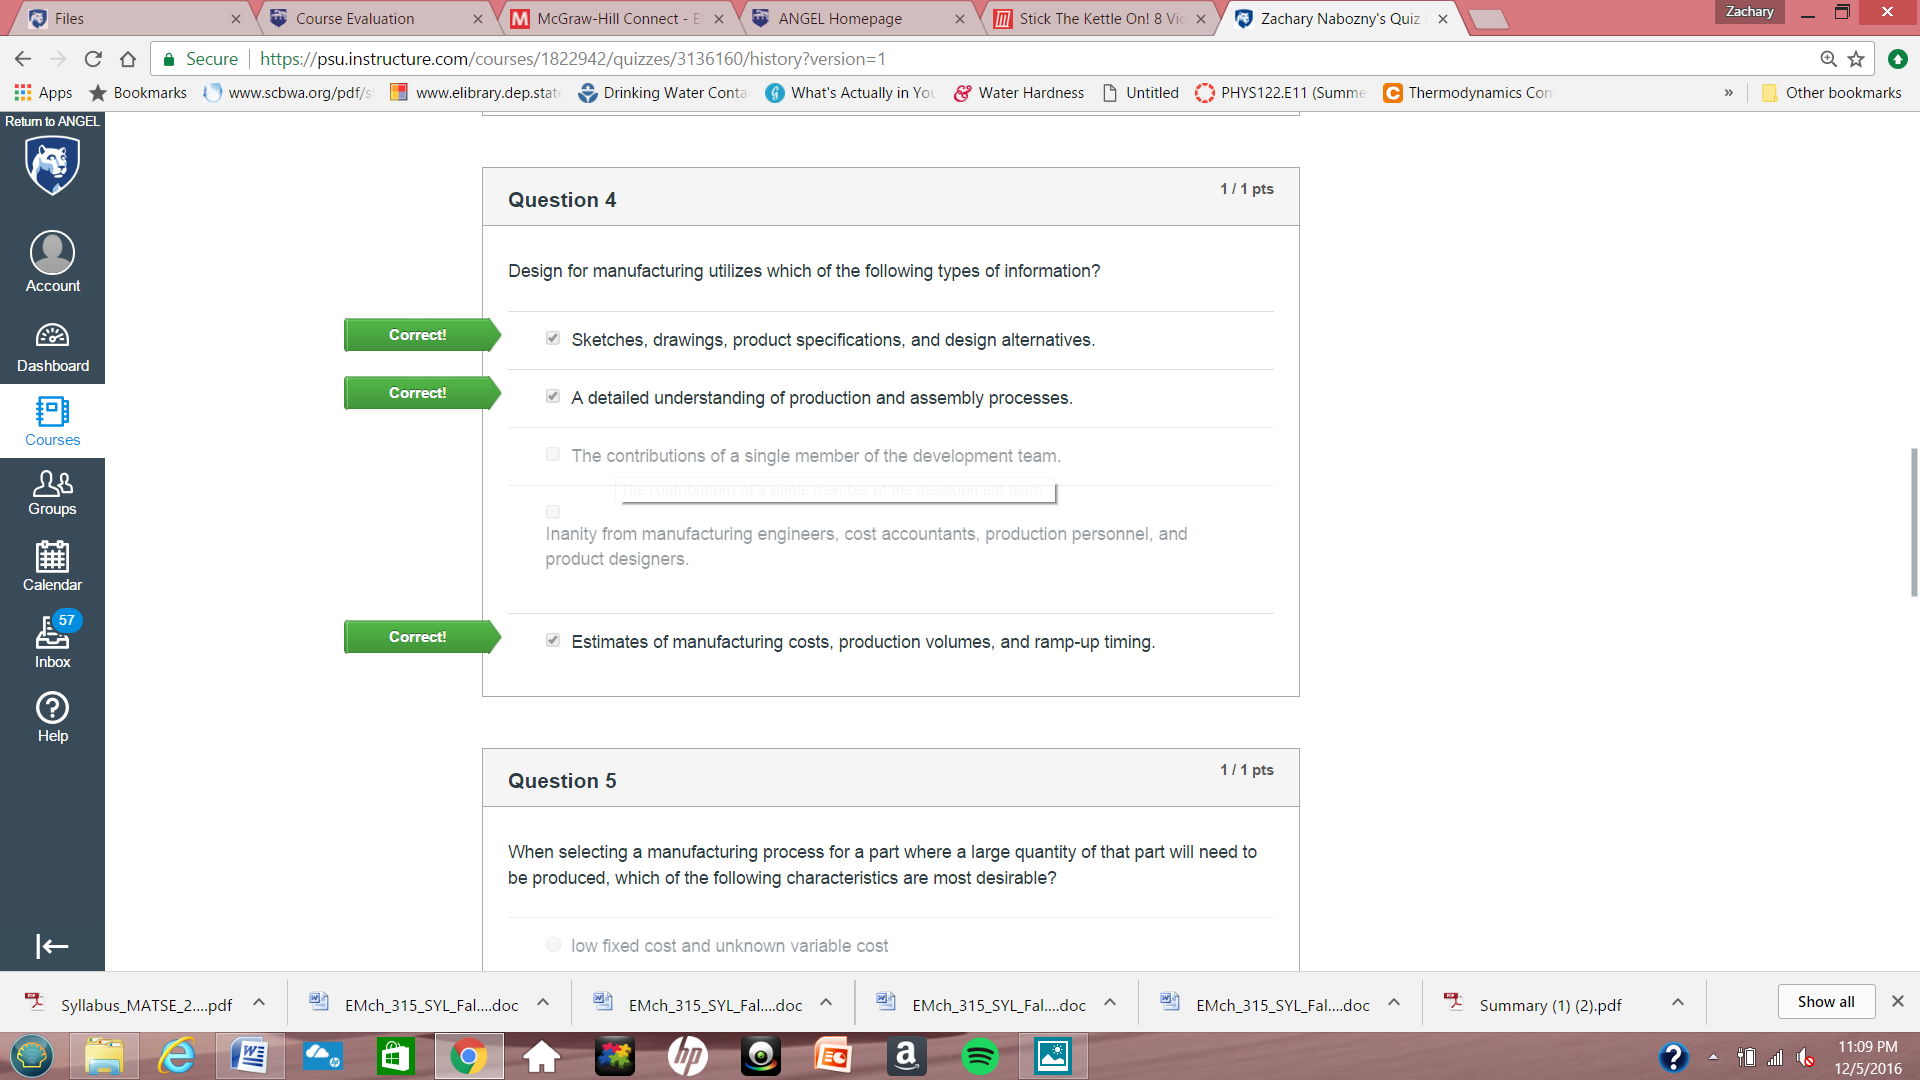 Files
Course Evaluation
McGraw-Hill Connect - E
ANGEL Homepage
Stick The Kettle On! 8 Vic
Zachary Nabozny's Quiz
Zachary
Secure
https://psu.instructure.com/courses/1822942/quizzes/3136160/history?version=1
Apps
Bookmarks
www.scbwa.org/pdf/s
www.elibrary.dep.stat
Drinking Water Conta
What's Actually in You
Water Hardness
Untitled
PHYS122.E11 (Summe
Thermodynamics Con
»
Other bookmarks
Return to ANGEL
Account
Dashboard
Courses
Groups
Calendar
57
Inbox
Help
Question 4
1 / 1 pts
Design for manufacturing utilizes which of the following types of information?
Correct!
Sketches, drawings, product specifications, and design alternatives.
Correct!
A detailed understanding of production and assembly processes.
The contributions of a single member of the development team.
The contributions of a single member of the development team.
Inanity from manufacturing engineers, cost accountants, production personnel, and
product designers.
Correct!
Estimates of manufacturing costs, production volumes, and ramp-up timing.
Question 5
1 / 1 pts
When selecting a manufacturing process for a part where a large quantity of that part will need to
be produced, which of the following characteristics are most desirable?
low fixed cost and unknown variable cost
Syllabus_MATSE_2....pdf
EMch_315_SYL_Fal....doc
EMch_315_SYL_Fal....doc
EMch_315_SYL_Fal....doc
EMch_315_SYL_Fal....doc
Summary (1) (2).pdf
Show all
11:09 PM
12/5/2016